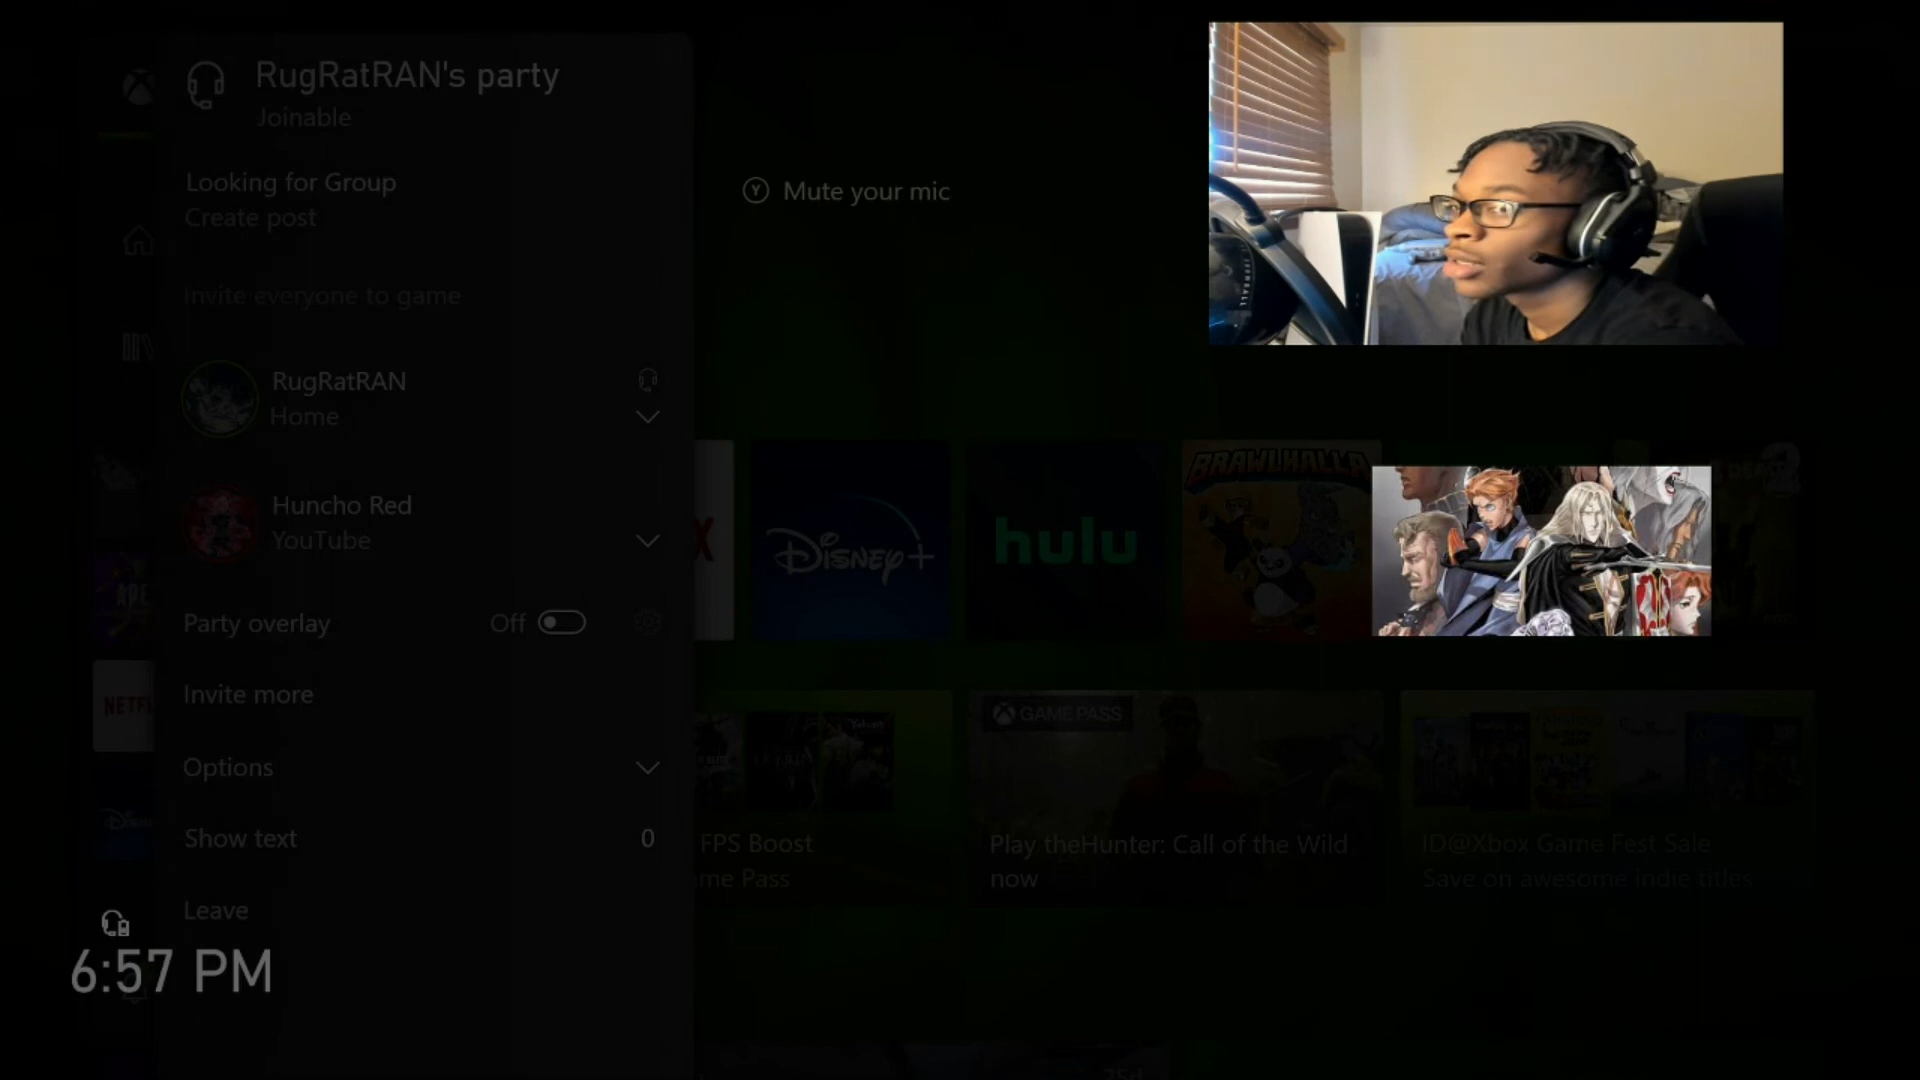 RugRatRAN's party
Joinable
Looking for Group
Create post
Invite everyone to game
RugRatRAN
Home
Huncho Red
YouTube
Party overlay
Off
Invite more
Options
Show text
0
Leave
6:57 PM
Y Mute your mic
NETFL
X
Disney+
hulu
BRAWLHALLA
GAME PASS
FPS Boost
me Pass
Play theHunter: Call of the Wild
now
ID@Xbox Game Fest Sale
Save on awesome indie titles